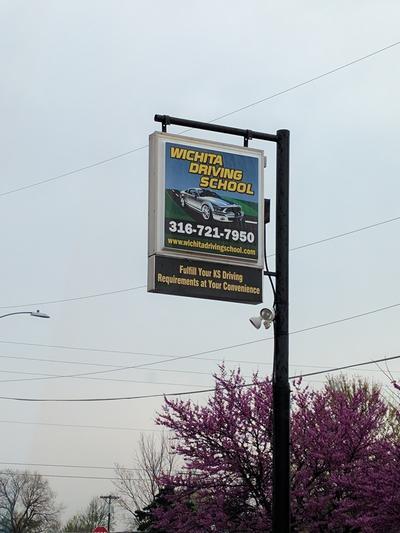 WICHITA
DRIVING
SCHOOL
316-721-7950
www.wichitadrivingschool.com
Fulfill Your KS Driving
Requirements at Your Convenience